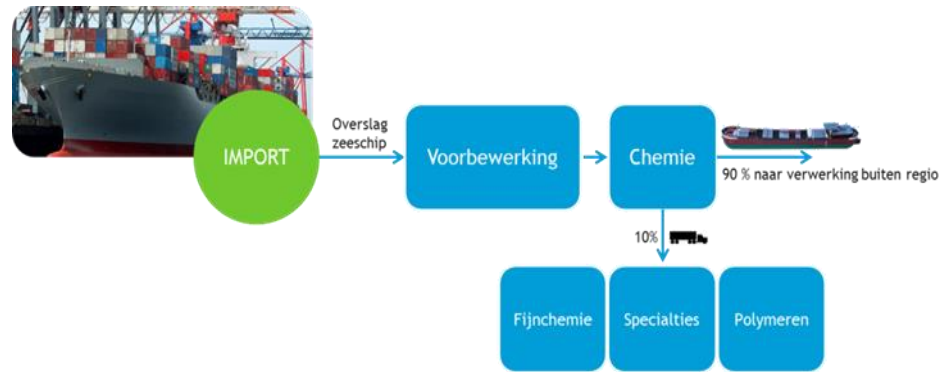 IMPORT
Overslag
zeeschip
Voorbewerking
Chemie
90 % naar verwerking buiten regio
10%
Fijnchemie
Specialties
Polymeren